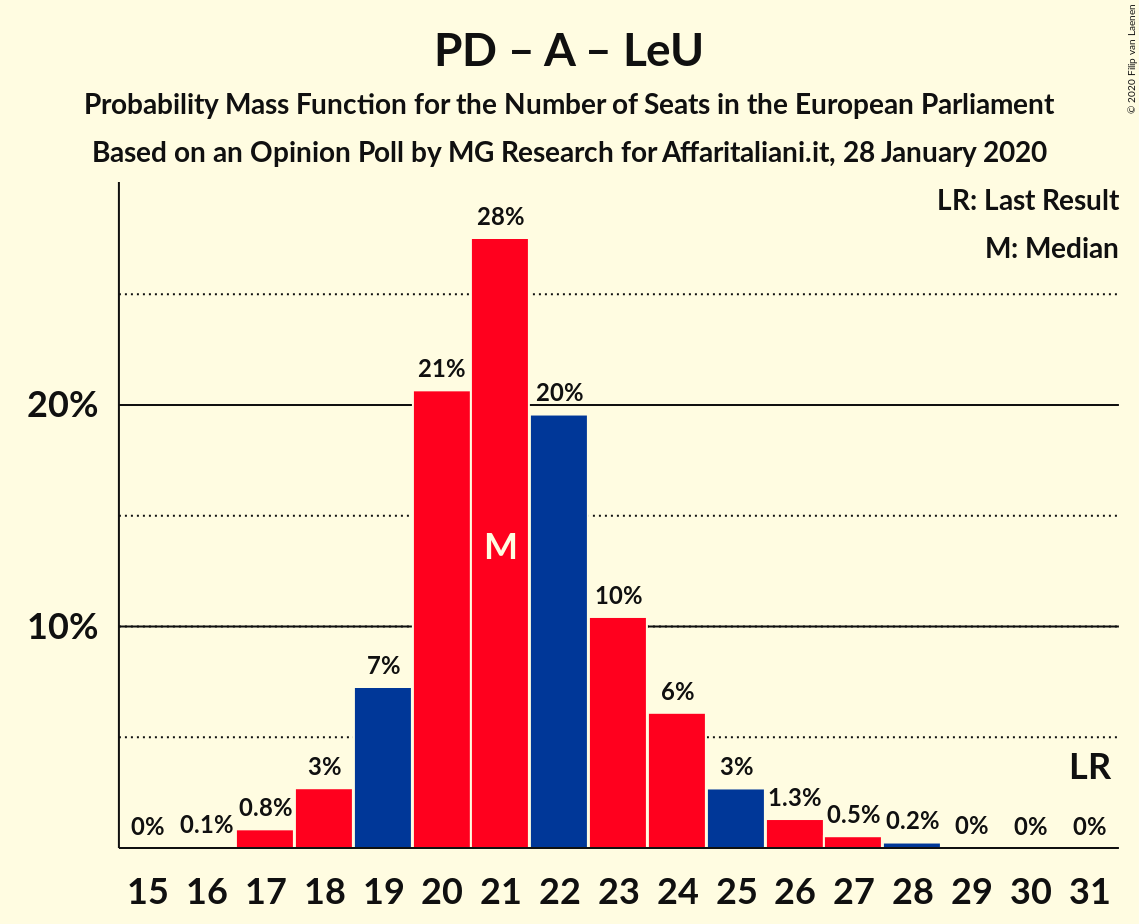 PD – A – LeU
Probability Mass Function for the Number of Seats in the European Parliament
Based on an Opinion Poll by MG Research for Affaritaliani.it, 28 January 2020
© 2020 Filip van Laenen
LR: Last Result
M: Median
28%
21%
20%
20%
M
10%
10%
7%
6%
3%
3%
LR
0%
0.1%
0.8%
1.3%
0.5%
0.2%
0%
0%
0%
15 16 17 18 19 20 21 22 23 24 25 26 27 28 29 30 31